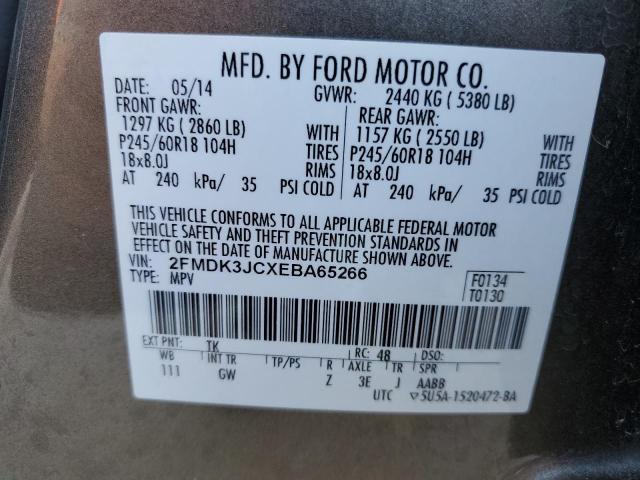 MFD. BY FORD MOTOR CO.
DATE: 05/14 GVWR: 2440 KG ( 5380 LB)
FRONT GAWR: REAR GAWR:
1297 KG ( 2860 LB) WITH 1157 KG ( 2550 LB) WITH
P245/60R18 104H TIRES P245/60R18 104H TIRES
18x8.0J RIMS 18x8.0J RIMS
AT 240 kPa/ 35 PSI COLD AT 240 kPa/ 35 PSI COLD
THIS VEHICLE CONFORMS TO ALL APPLICABLE FEDERAL MOTOR
VEHICLE SAFETY AND THEFT PREVENTION STANDARDS IN
EFFECT ON THE DATE OF MANUFACTURE SHOWN ABOVE.
VIN: 2FMDK3JCXEBA65266
TYPE: MPV
F0134
T0130
EXT PNT: TK RC: 48 DSO:
WB INT TR TP/PS R AXLE TR SPR
111 GW Z 3E J AABB
UTC ▽5U5A-1520472-BA